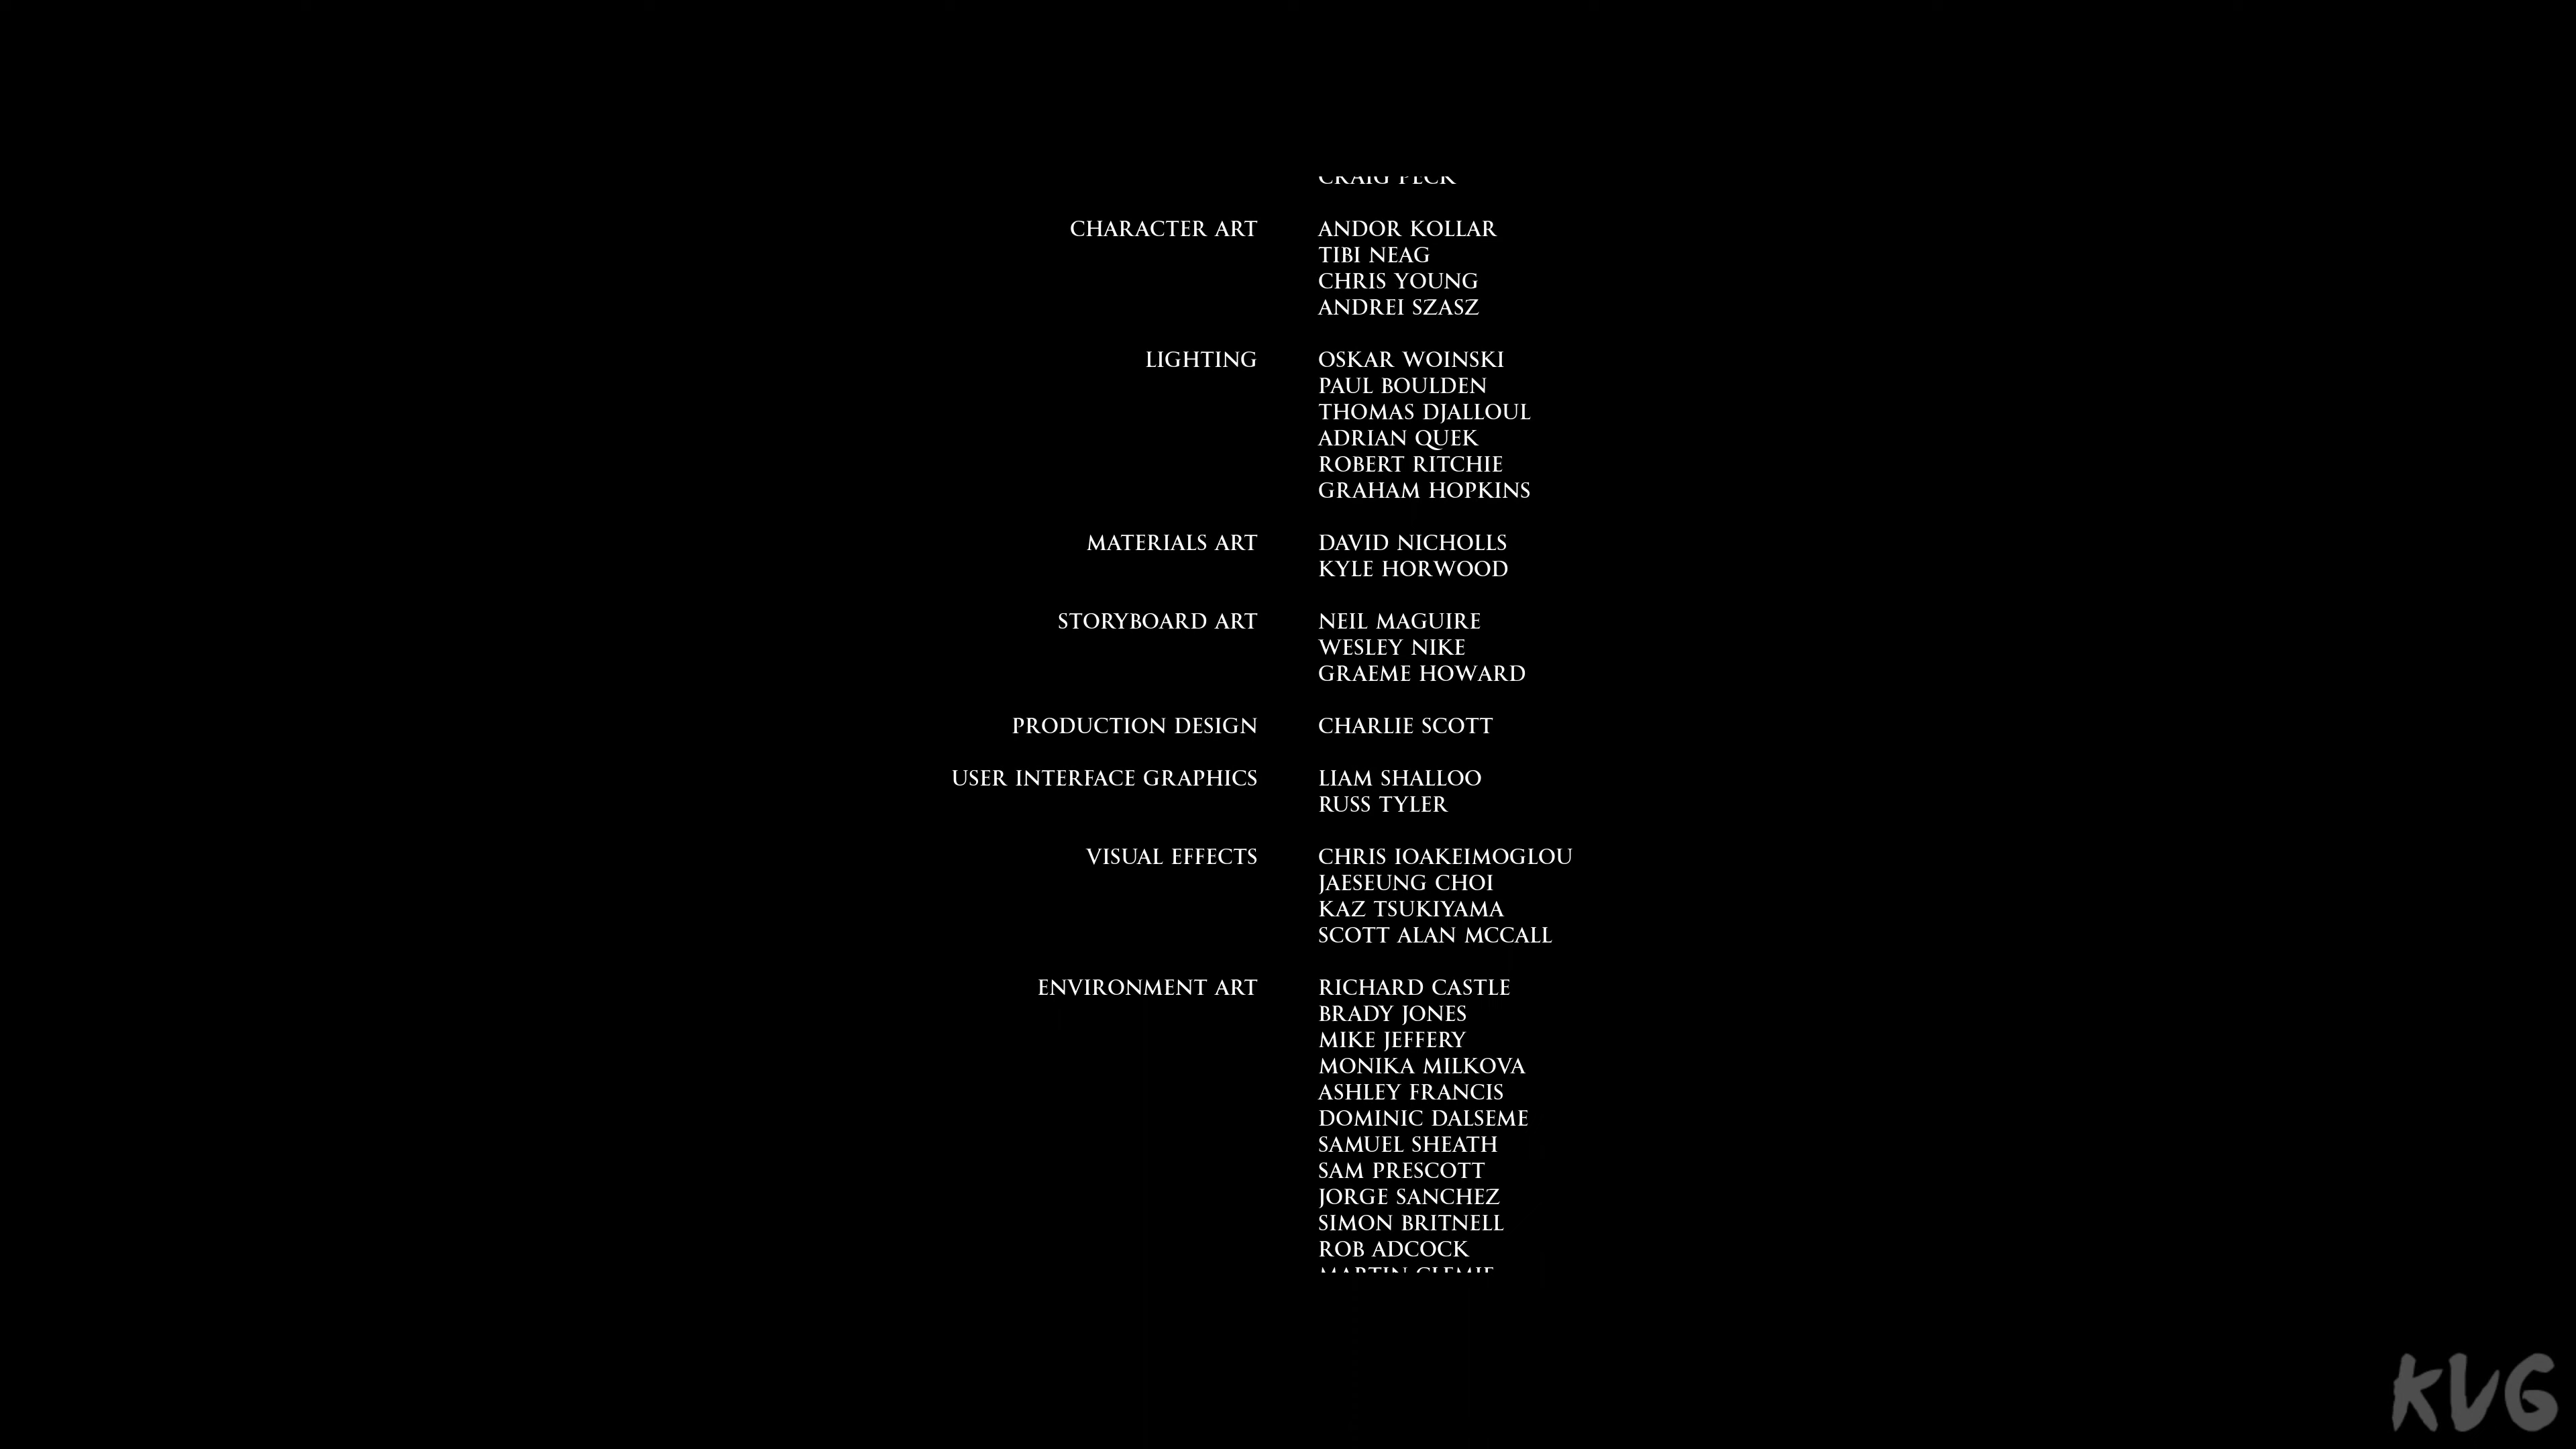 CRAIG PECK
CHARACTER ART ANDOR KOLLAR
TIBI NEAG
CHRIS YOUNG
ANDREI SZASZ
LIGHTING OSKAR WOINSKI
PAUL BOULDEN
THOMAS DJALLOUL
ADRIAN QUEK
ROBERT RITCHIE
GRAHAM HOPKINS
MATERIALS ART DAVID NICHOLLS
KYLE HORWOOD
STORYBOARD ART NEIL MAGUIRE
WESLEY NIKE
GRAEME HOWARD
PRODUCTION DESIGN CHARLIE SCOTT
USER INTERFACE GRAPHICS LIAM SHALLOO
RUSS TYLER
VISUAL EFFECTS CHRIS IOAKEIMOGLOU
JAESEUNG CHOI
KAZ TSUKIYAMA
SCOTT ALAN MCCALL
ENVIRONMENT ART RICHARD CASTLE
BRADY JONES
MIKE JEFFERY
MONIKA MILKOVA
ASHLEY FRANCIS
DOMINIC DALSEME
SAMUEL SHEATH
SAM PRESCOTT
JORGE SANCHEZ
SIMON BRITNELL
ROB ADCOCK
MARTIN CLEMIE
KVG